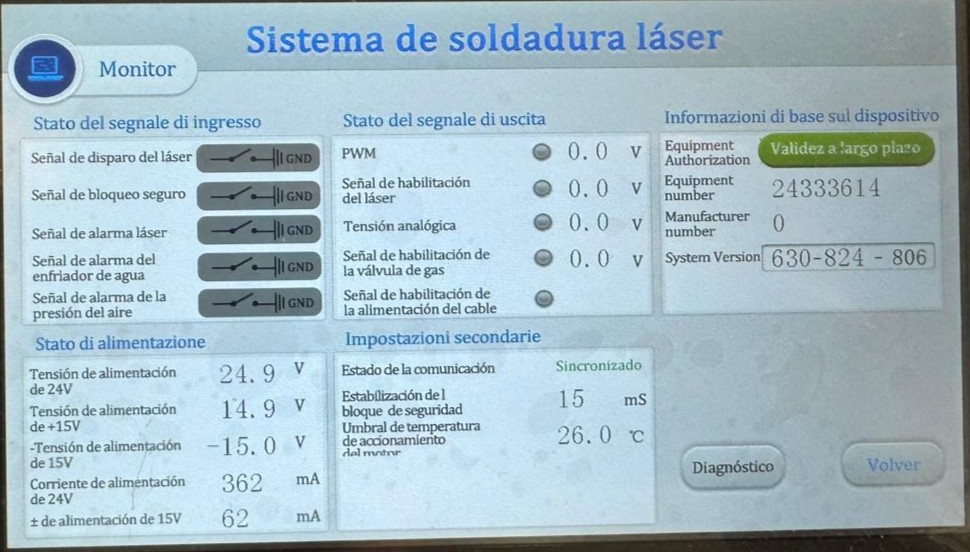 Sistema de soldadura láser
Monitor
Stato del segnale di ingresso
Señal de disparo del láser GND
Señal de bloqueo seguro GND
Señal de alarma láser GND
Señal de alarma del
enfriador de agua GND
Señal de alarma de la
presión del aire GND
Stato del segnale di uscita
PWM 0.0 V
Señal de habilitación
del láser 0.0 V
Tensión analógica 0.0 V
Señal de habilitación de
la válvula de gas 0.0 V
Señal de habilitación de
la alimentación del cable
Informazioni di base sul dispositivo
Equipment
Authorization Validez a largo plazo
Equipment
number 24333614
Manufacturer
number 0
System Version 630-824 - 806
Stato di alimentazione
Tensión de alimentación
de 24V 24.9 V
Tensión de alimentación
de +15V 14.9 V
-Tensión de alimentación
de 15V -15.0 V
Corriente de alimentación
de 24V 362 mA
± de alimentación de 15V 62 mA
Impostazioni secondarie
Estado de la comunicación Sincronizado
Estabilización del
bloque de seguridad 15 mS
Umbral de temperatura
de accionamiento 26.0 ℃
del motor
Diagnóstico
Volver